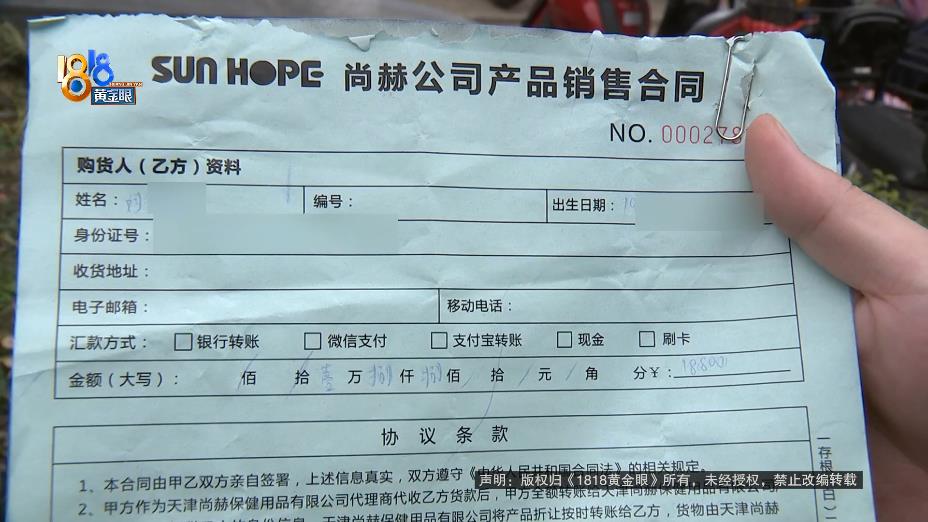 1818
黄金眼
SUN HOPE 尚赫公司产品销售合同
NO. 00027
购货人（乙方）资料
姓名： 编号： 出生日期：
身份证号：
收货地址：
电子邮箱： 移动电话：
汇款方式： □ 银行转账 □ 微信支付 □ 支付宝转账 □ 现金 □ 刷卡
金额（大写）： 佰 拾 壹 万 捌 仟 捌 佰 拾 元 角 分￥： 18800
协议条款
1、本合同由甲乙双方亲自签署，上述信息真实，双方遵守《中华人民共和国合同法》的相关规定。
2、甲方作为天津尚赫保健用品有限公司代理商代收乙方货款后，甲方全额转账给天津尚赫保健用品有限公司
天津尚赫保健用品有限公司将产品折让按时转账给乙方，货物由天津尚赫
存根
白
声明：版权归《1818黄金眼》所有，未经授权，禁止改编转载